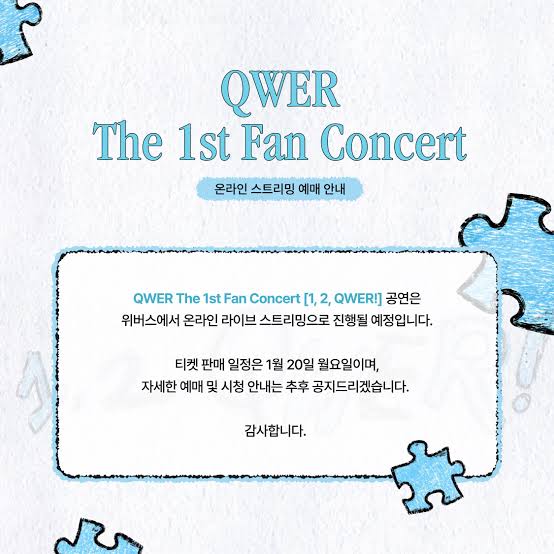 QWER
The 1st Fan Concert
온라인 스트리밍 예매 안내
QWER The 1st Fan Concert [1, 2, QWER!] 공연은
위버스에서 온라인 라이브 스트리밍으로 진행될 예정입니다.
티켓 판매 일정은 1월 20일 월요일이며,
자세한 예매 및 시청 안내는 추후 공지드리겠습니다.
감사합니다.